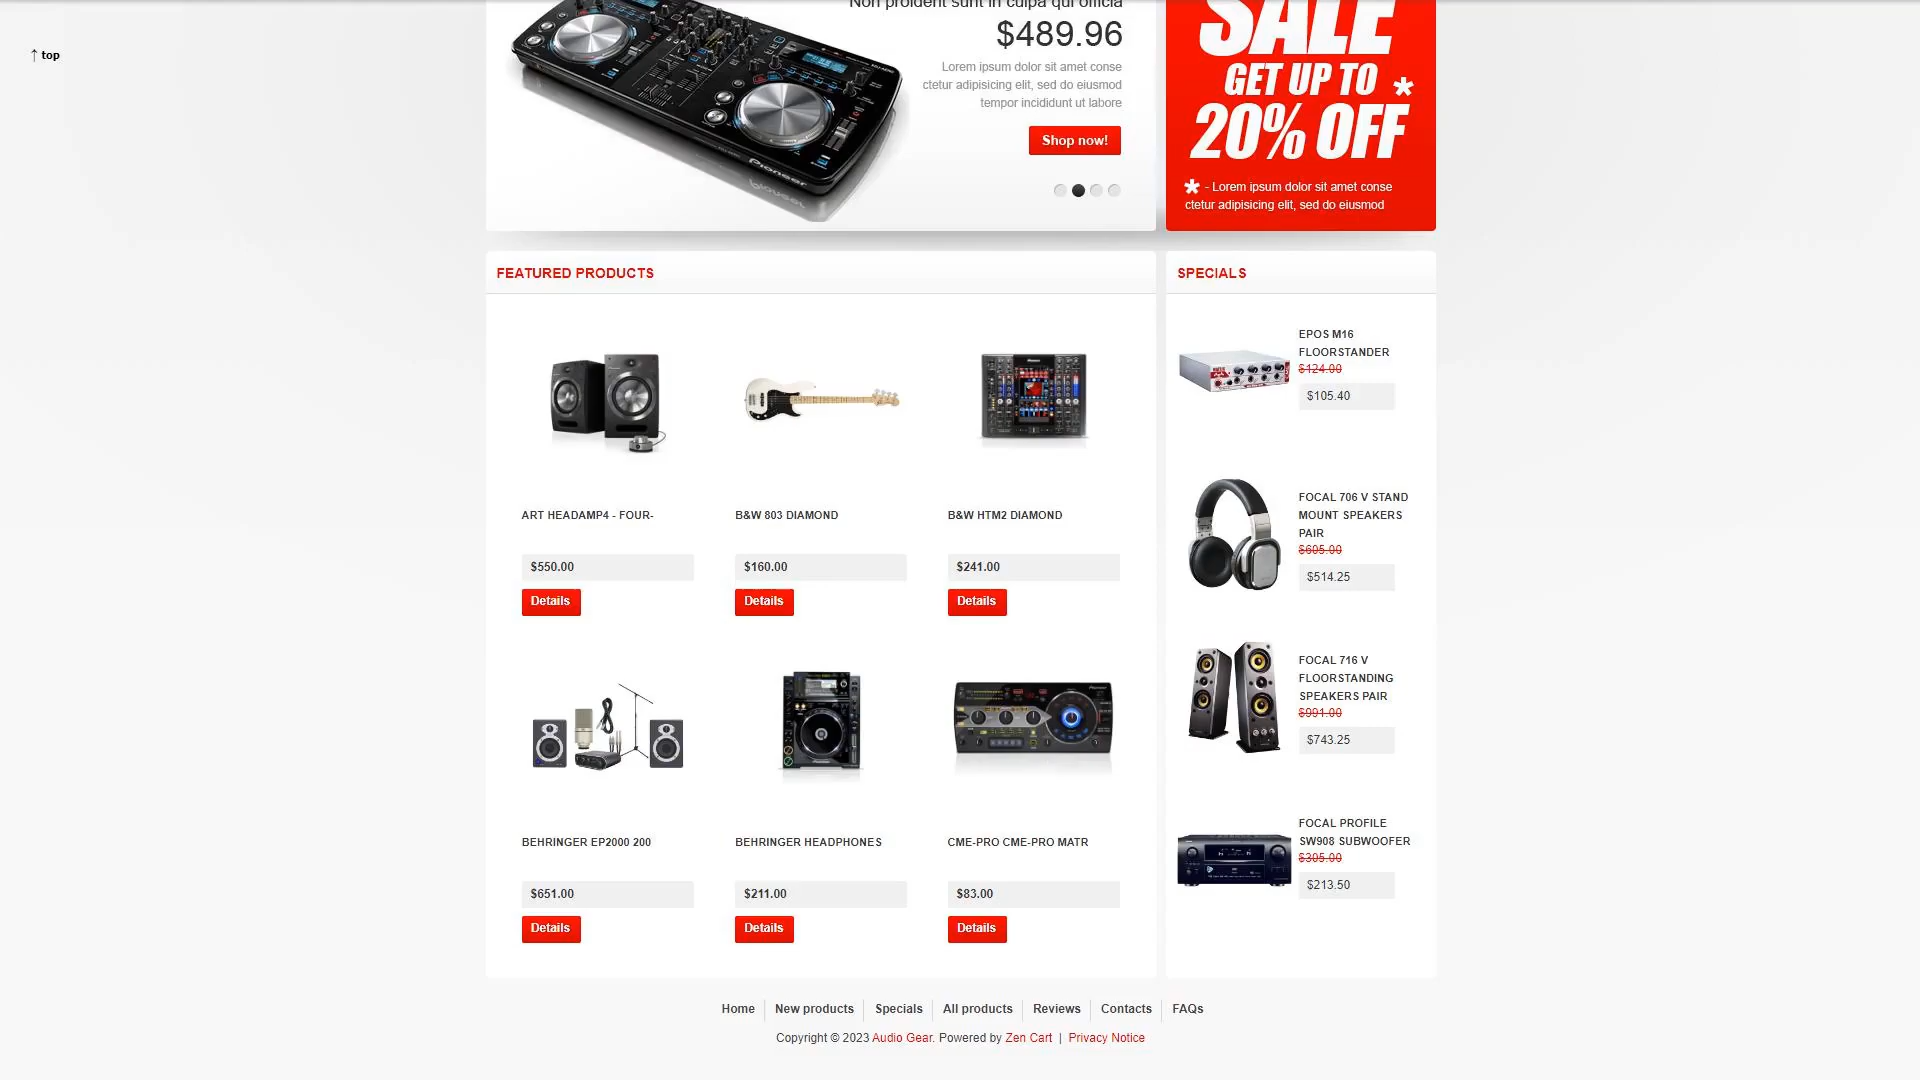 ↑ top
Non proident sunt in culpa qui officia
$489.96
Lorem ipsum dolor sit amet conse
ctetur adipisicing elit, sed do eiusmod
tempor incididunt ut labore
Shop now!
Pioneer
SALE
GET UP TO *
20% OFF
* - Lorem ipsum dolor sit amet conse
ctetur adipisicing elit, sed do eiusmod
FEATURED PRODUCTS
ART HEADAMP4 - FOUR-
$550.00
Details
B&W 803 DIAMOND
$160.00
Details
B&W HTM2 DIAMOND
$241.00
Details
BEHRINGER EP2000 200
$651.00
Details
BEHRINGER HEADPHONES
$211.00
Details
CME-PRO CME-PRO MATR
$83.00
Details
SPECIALS
EPOS M16
FLOORSTANDER
$124.00
$105.40
FOCAL 706 V STAND
MOUNT SPEAKERS
PAIR
$605.00
$514.25
FOCAL 716 V
FLOORSTANDING
SPEAKERS PAIR
$991.00
$743.25
FOCAL PROFILE
SW908 SUBWOOFER
$305.00
$213.50
Home
New products
Specials
All products
Reviews
Contacts
FAQs
Copyright © 2023 Audio Gear. Powered by Zen Cart | Privacy Notice